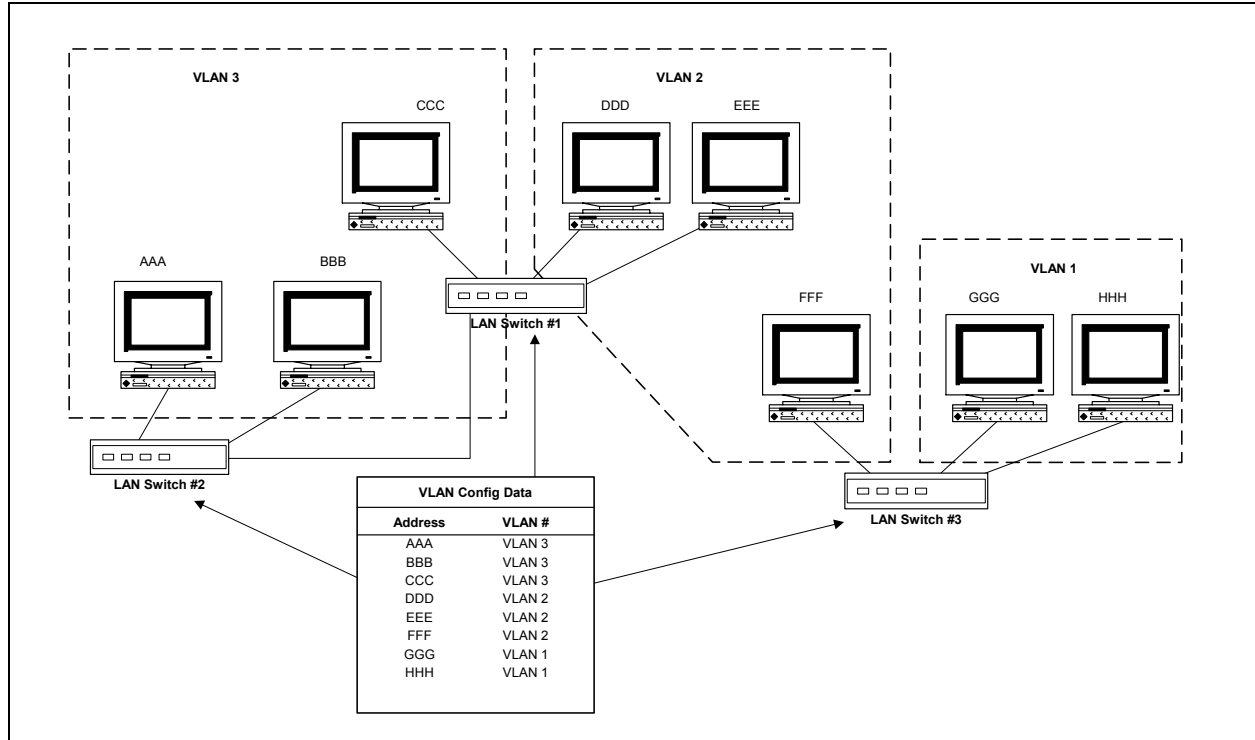 VLAN 3
VLAN 2
CCC
DDD
EEE
AAA
BBB
VLAN 1
FFF
GGG
HHH
LAN Switch #1
LAN Switch #2
LAN Switch #3
VLAN Config Data
Address VLAN #
AAA VLAN 3
BBB VLAN 3
CCC VLAN 3
DDD VLAN 2
EEE VLAN 2
FFF VLAN 2
GGG VLAN 1
HHH VLAN 1